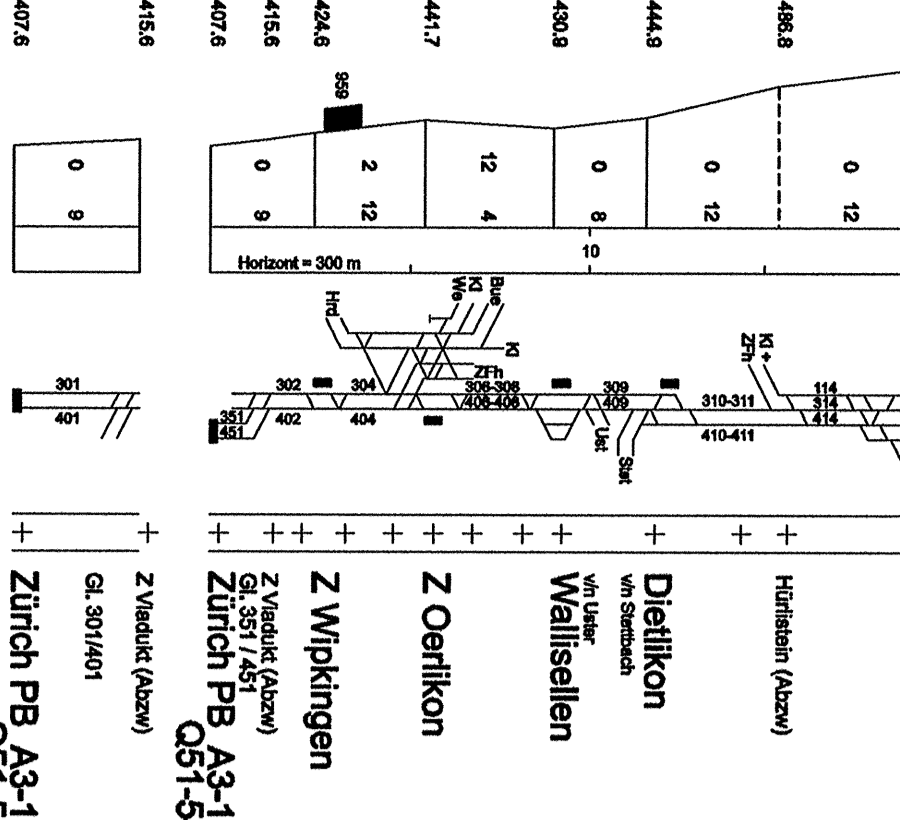 407.6
415.6
407.6
415.6
424.6
441.7
430.9
444.9
486.8
959
0
0
2
12
0
0
0
9
9
12
4
8
12
12
10
Horizont = 300 m
Hrd
We
Kl
Bue
Kl
ZFh
Kl +
ZFh
301
302
304
306-308
309
310-311
114
314
414
401
351
451
402
404
406-408
409
410-411
Ust
Stat
Zürich PB A3-1
Gl. 301/401
Z Viadukt (Abzw)
Zürich PB A3-1
Q51-5
Gl. 351 / 451
Z Viadukt (Abzw)
Z Wipkingen
Z Oerlikon
Wallisellen
v/n Uster
v/n Stettbach
Dietlikon
Hürlistein (Abzw)